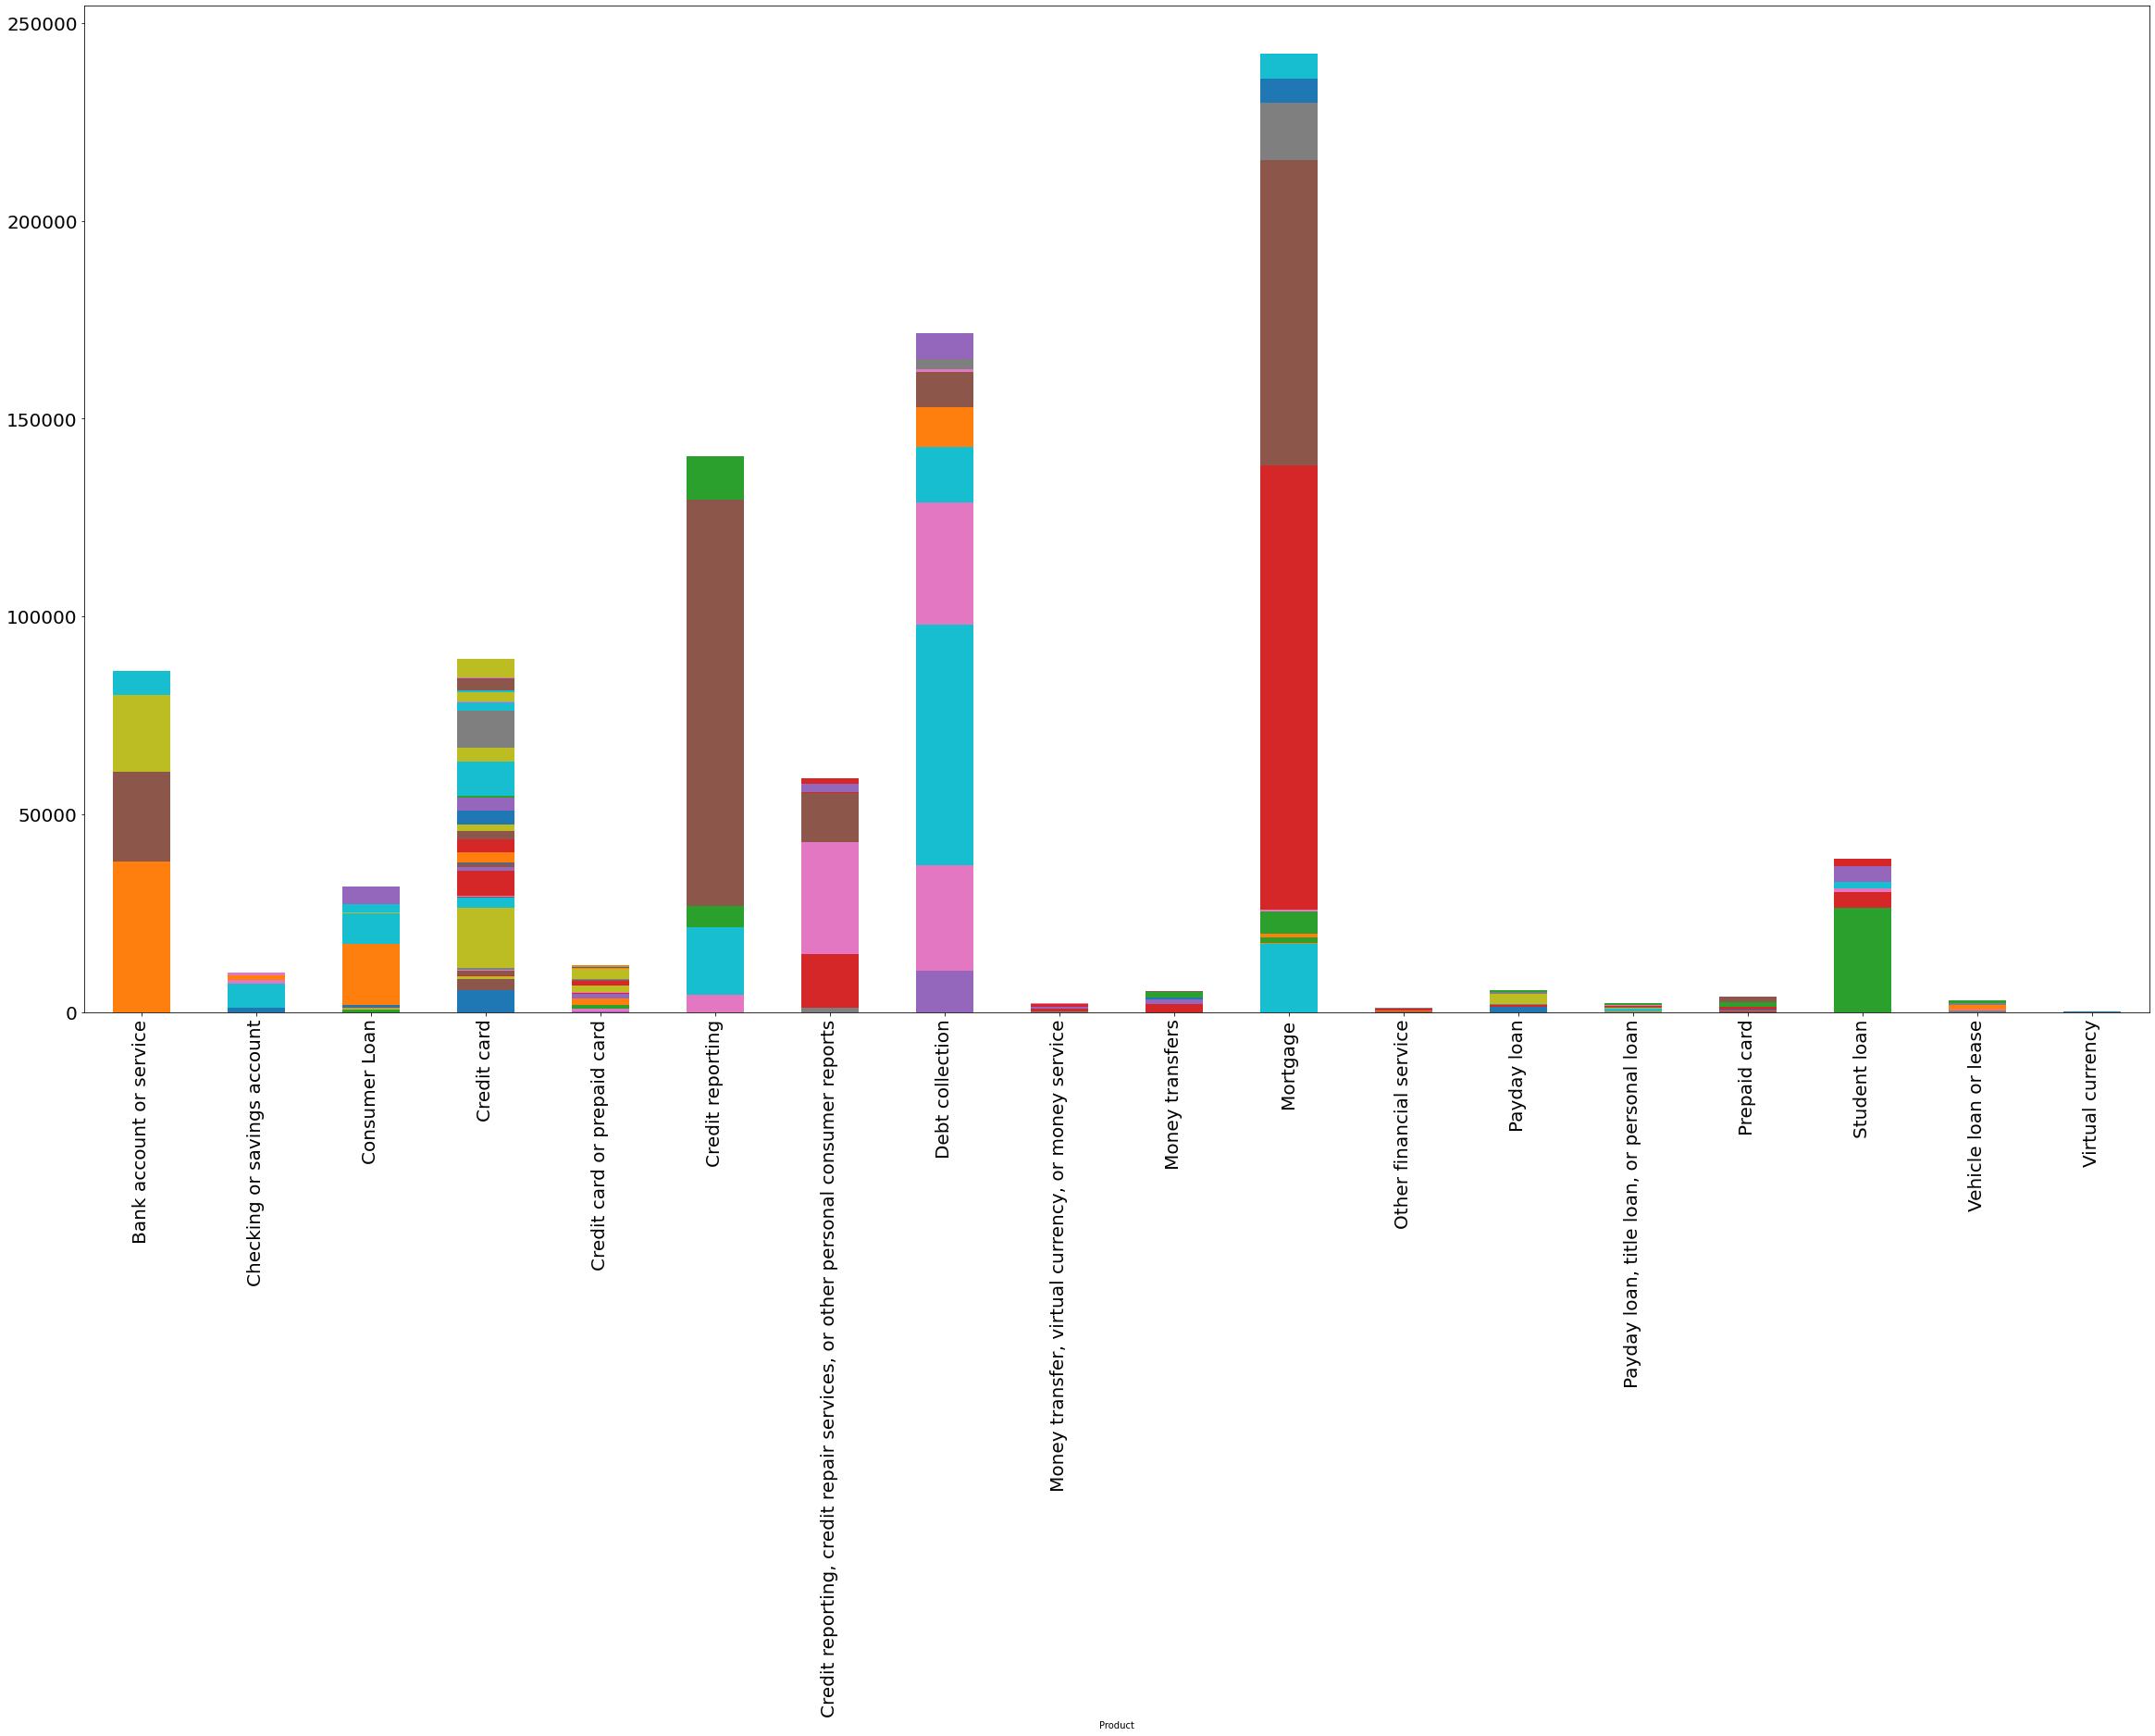 250000
200000
150000
100000
50000
0
Bank account or service
Checking or savings account
Consumer Loan
Credit card
Credit card or prepaid card
Credit reporting
Credit reporting, credit repair services, or other personal consumer reports
Debt collection
Money transfer, virtual currency, or money service
Money transfers
Mortgage
Other financial service
Payday loan
Payday loan, title loan, or personal loan
Prepaid card
Student loan
Vehicle loan or lease
Virtual currency
Product